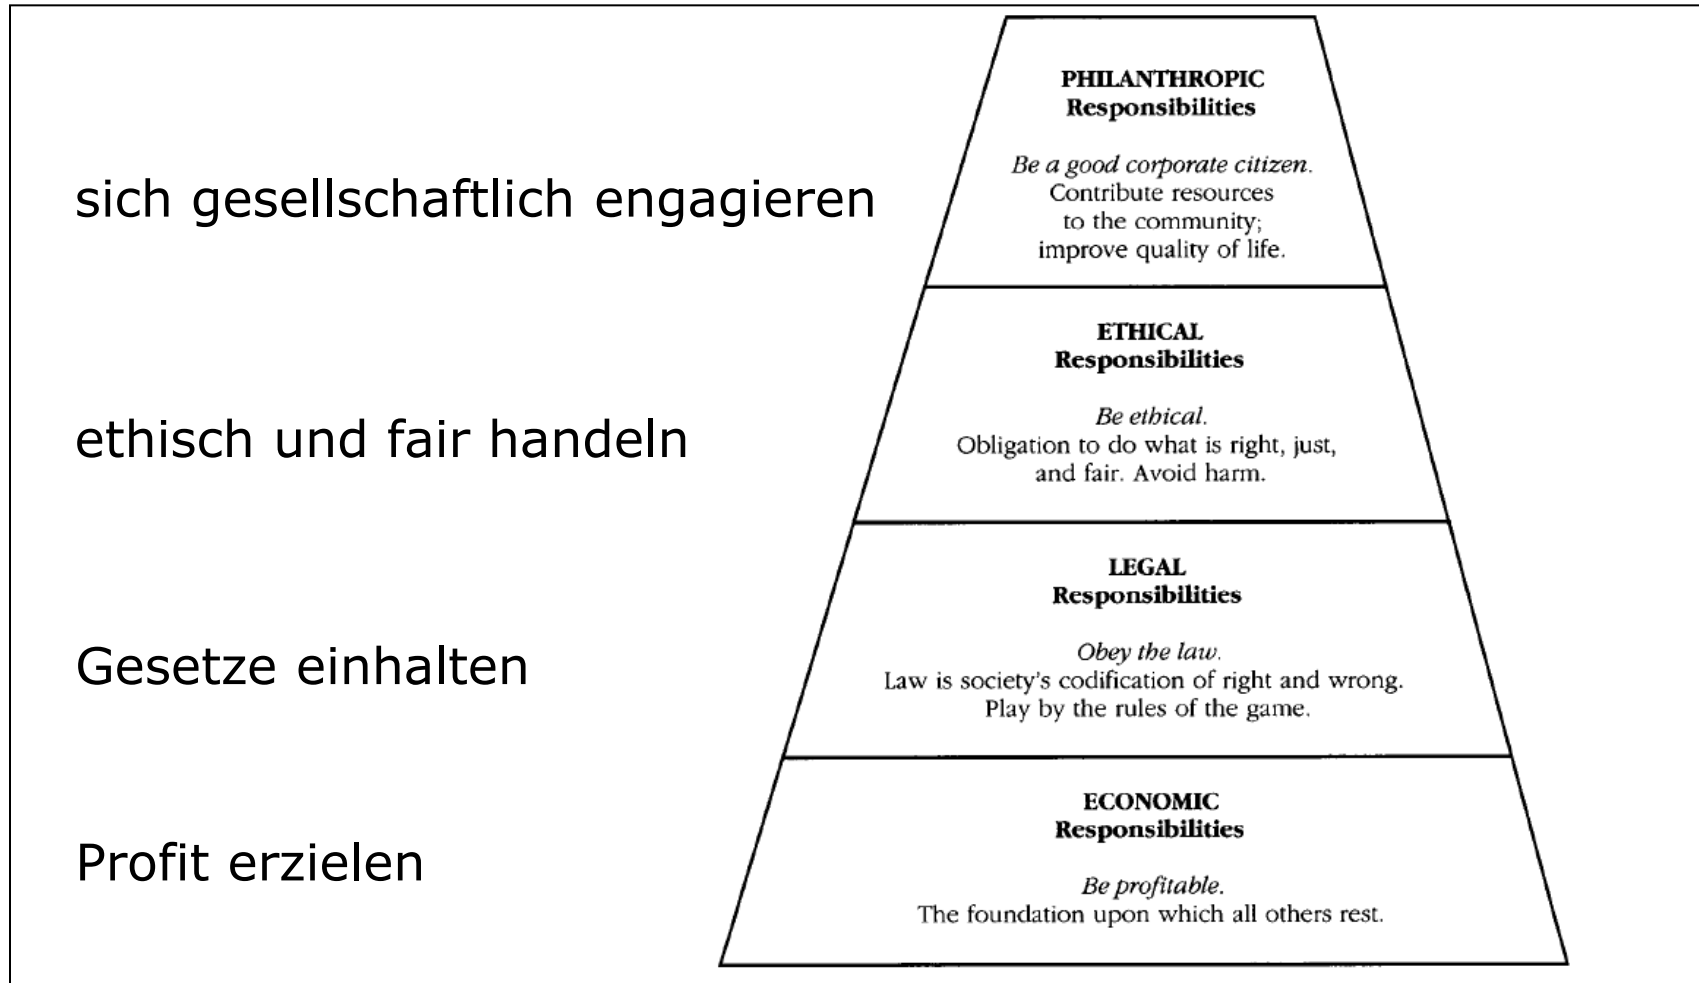 PHILANTHROPIC
Responsibilities
sich gesellschaftlich engagieren
Be a good corporate citizen.
Contribute resources
to the community;
improve quality of life.
ETHICAL
Responsibilities
ethisch und fair handeln
Be ethical.
Obligation to do what is right, just,
and fair. Avoid harm.
LEGAL
Responsibilities
Gesetze einhalten
Obey the law.
Law is society's codification of right and wrong.
Play by the rules of the game.
ECONOMIC
Responsibilities
Profit erzielen
Be profitable.
The foundation upon which all others rest.